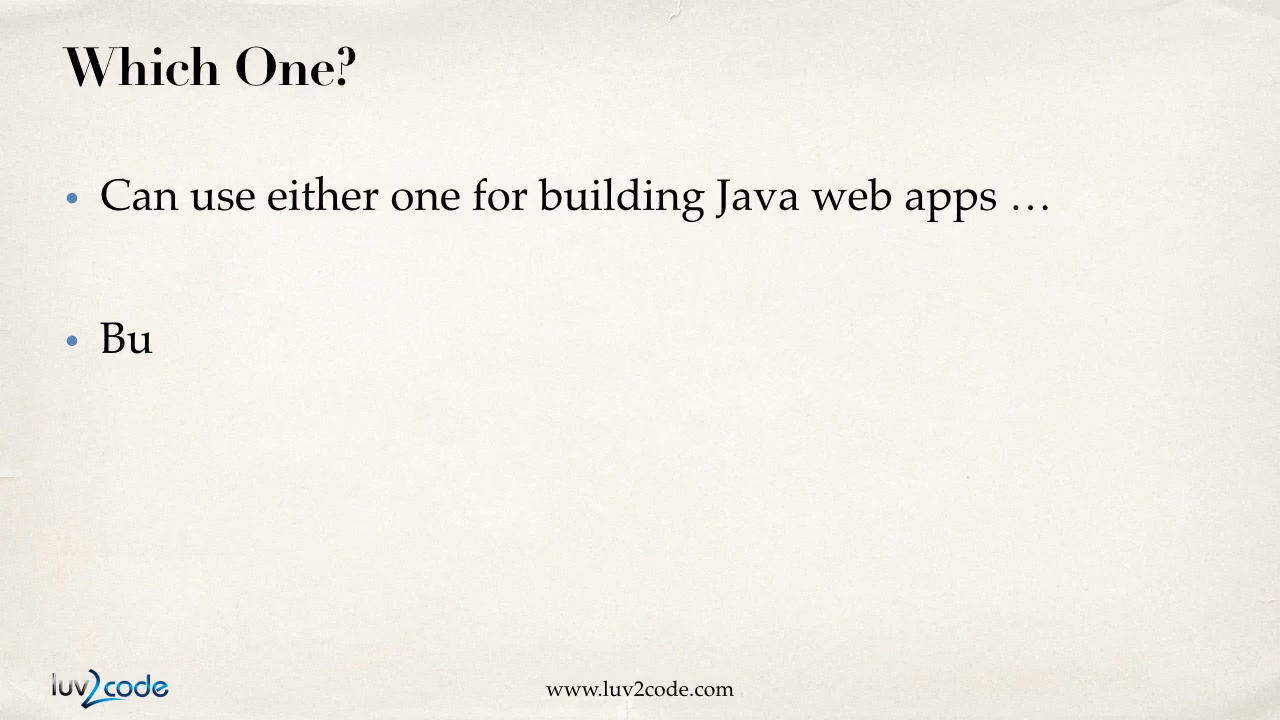 Which One?
• Can use either one for building Java web apps …
• Bu
luv2code
www.luv2code.com